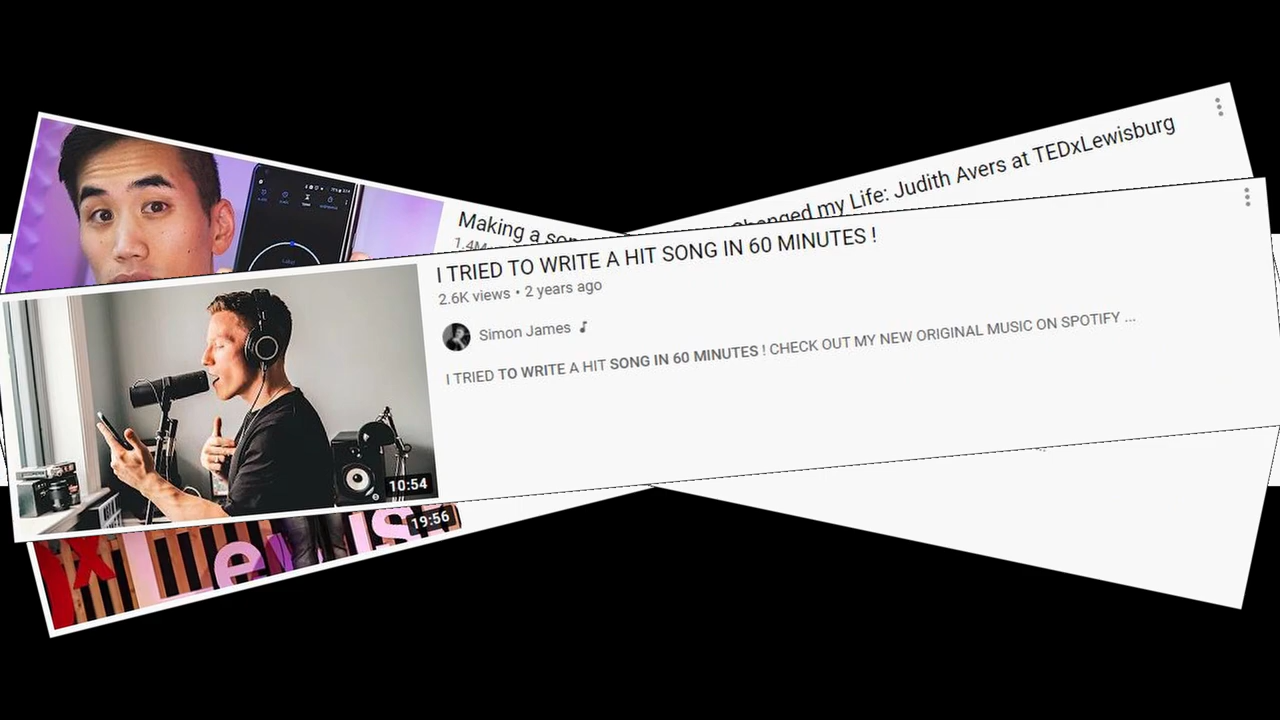 Changed my Life: Judith Avers at TEDxLewisburg
Making a
1.4M
I TRIED TO WRITE A HIT SONG IN 60 MINUTES !
2.6K views • 2 years ago
Simon James ♪
I TRIED TO WRITE A HIT SONG IN 60 MINUTES ! CHECK OUT MY NEW ORIGINAL MUSIC ON SPOTIFY ...
10:54
19:56
x Lewis